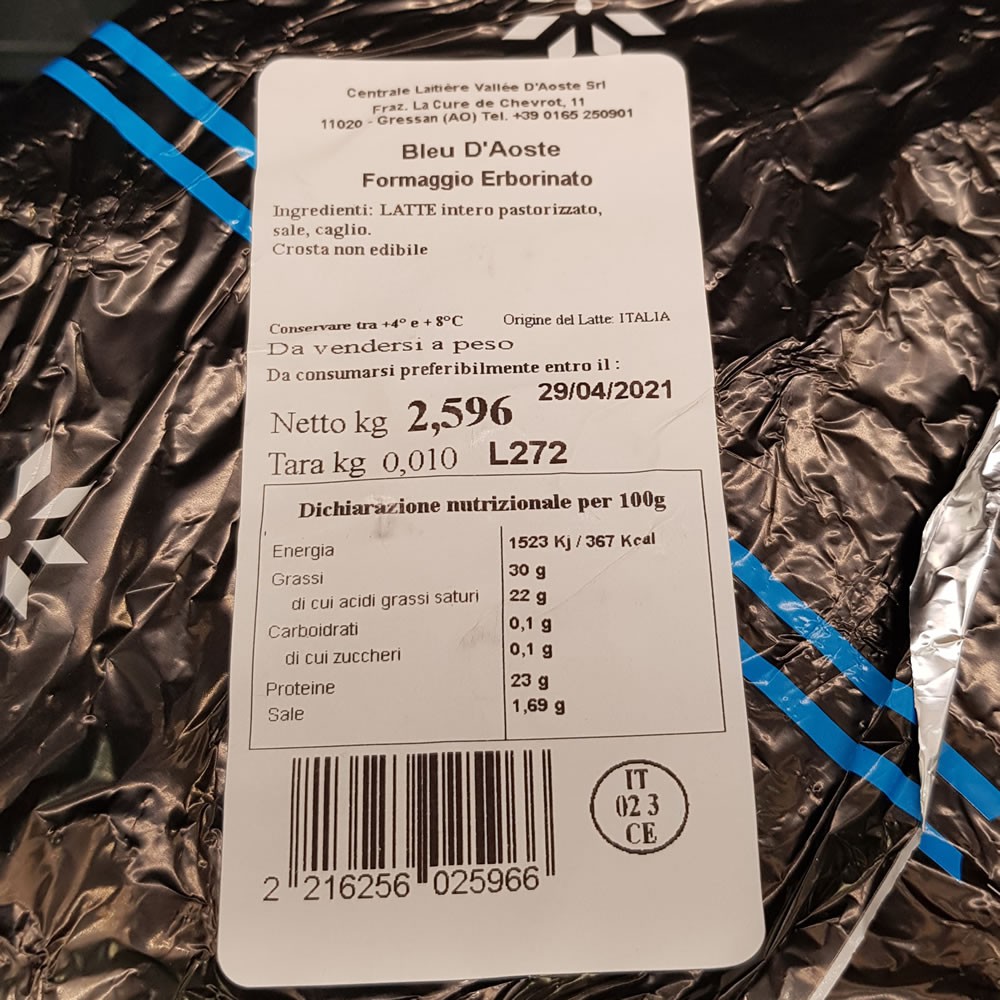 Centrale Laitière Vallée D'Aoste Srl
Fraz. La Cure de Chevrot, 11
11020 - Gressan (AO) Tel. +39 0165 250901
Bleu D'Aoste
Formaggio Erborinato
Ingredienti: LATTE intero pastorizzato,
sale, caglio.
Crosta non edibile
Conservare tra +4° e + 8°C Origine del Latte: ITALIA
Da vendersi a peso
Da consumarsi preferibilmente entro il :
29/04/2021
Netto kg 2,596
Tara kg 0,010 L272
Dichiarazione nutrizionale per 100g
Energia 1523 Kj / 367 Kcal
Grassi 30 g
di cui acidi grassi saturi 22 g
Carboidrati 0,1 g
di cui zuccheri 0,1 g
Proteine 23 g
Sale 1,69 g
IT
02 3
CE
2 216256 025966